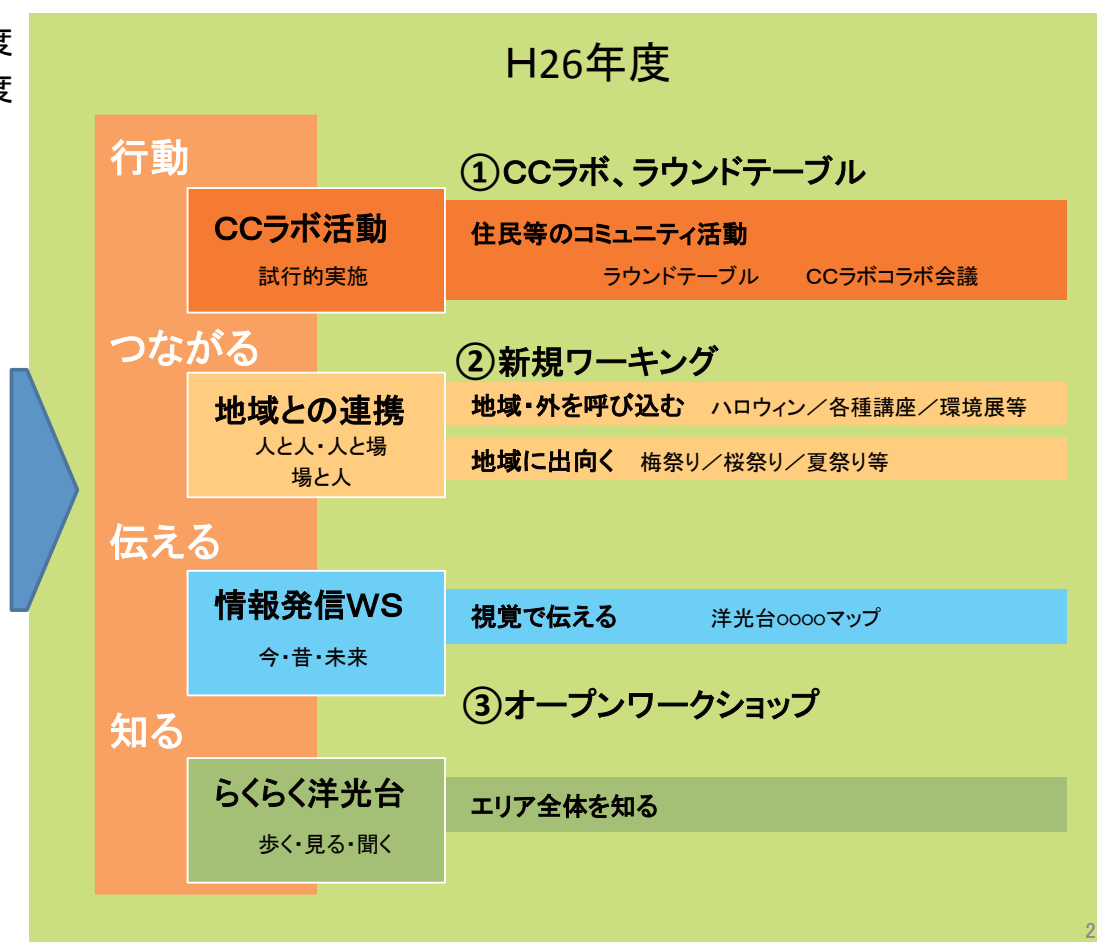 度
度
H26年度
行動
①CCラボ、ラウンドテーブル
CCラボ活動
試行的実施
住民等のコミュニティ活動
ラウンドテーブル CCラボコラボ会議
つながる
②新規ワーキング
地域との連携
人と人・人と場
場と人
地域・外を呼び込む ハロウィン／各種講座／環境展等
地域に出向く 梅祭り／桜祭り／夏祭り等
伝える
情報発信WS
今・昔・未来
視覚で伝える 洋光台○○○○マップ
③オープンワークショップ
知る
らくらく洋光台
歩く・見る・聞く
エリア全体を知る
2